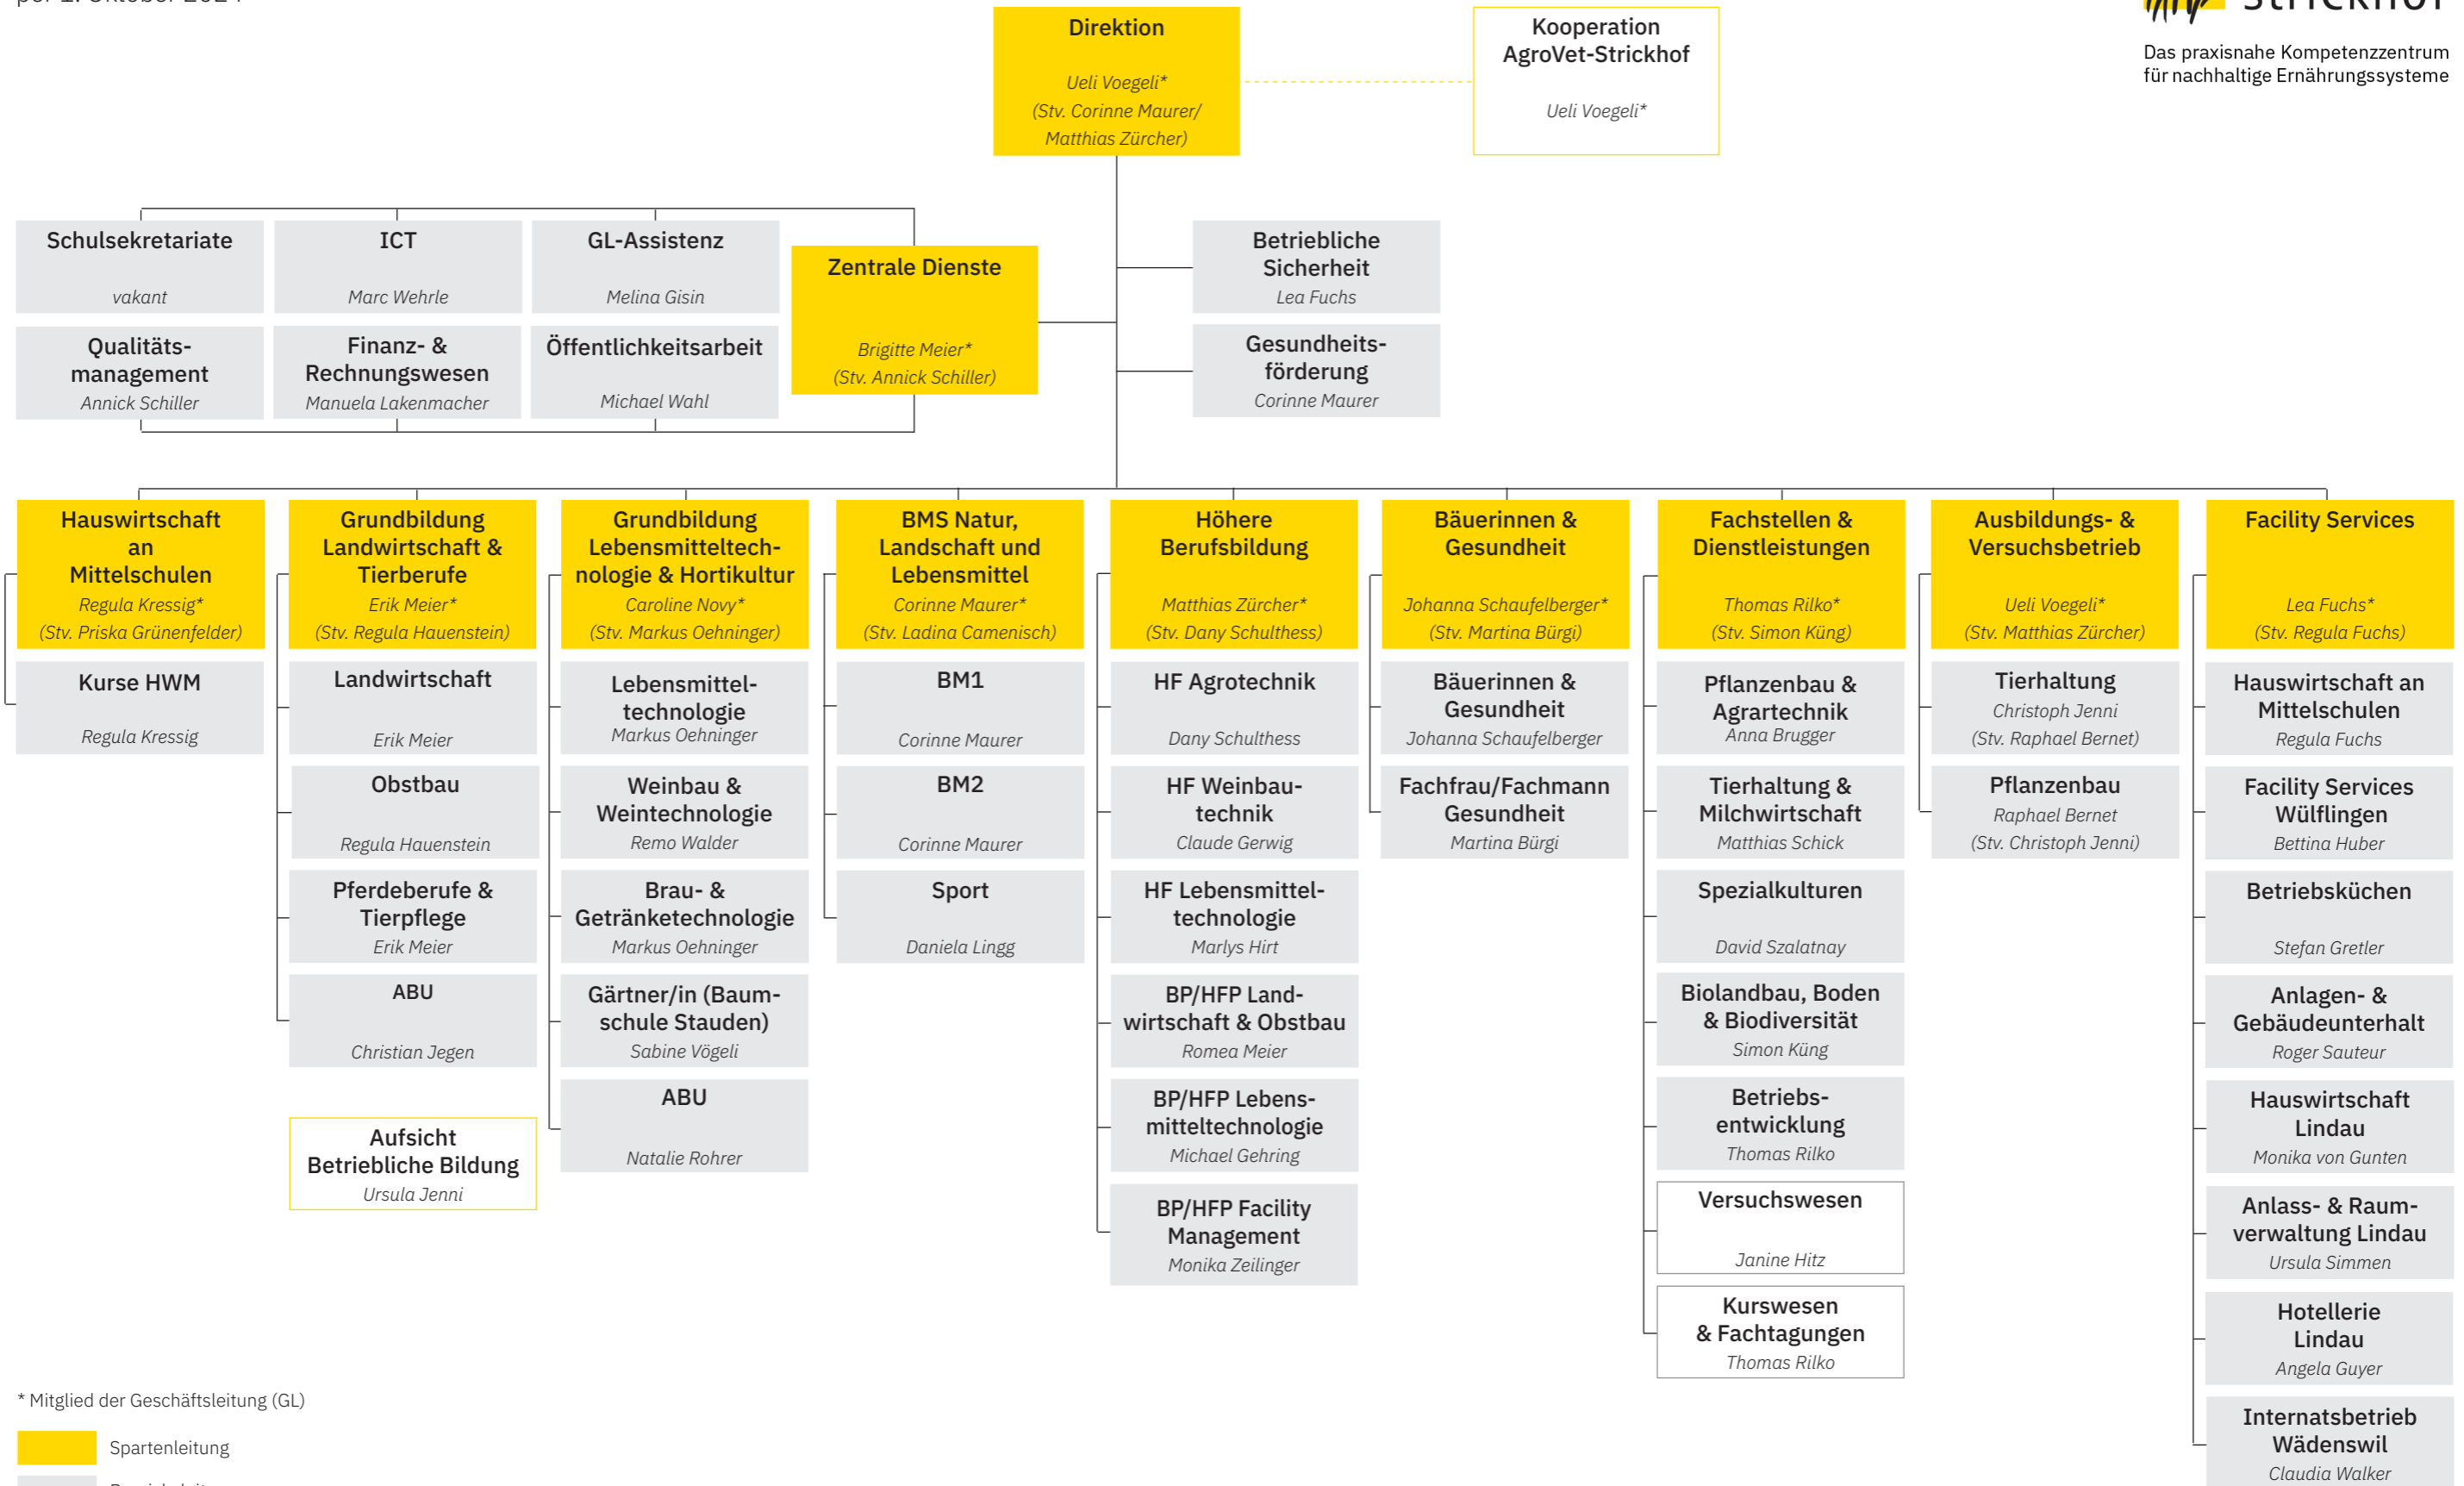 per 1. Oktober 2024
Strickhof
Das praxisnahe Kompetenzzentrum
für nachhaltige Ernährungssysteme
Direktion
Ueli Voegeli*
(Stv. Corinne Maurer/
Matthias Zürcher)
Kooperation
AgroVet-Strickhof
Ueli Voegeli*
Schulsekretariate
vakant
ICT
Marc Wehrle
GL-Assistenz
Melina Gisin
Zentrale Dienste
Brigitte Meier*
(Stv. Annick Schiller)
Betriebliche
Sicherheit
Lea Fuchs
Qualitäts-
management
Annick Schiller
Finanz- &
Rechnungswesen
Manuela Lakenmacher
Öffentlichkeitsarbeit
Michael Wahl
Gesundheits-
förderung
Corinne Maurer
Hauswirtschaft
an
Mittelschulen
Regula Kressig*
(Stv. Priska Grünenfelder)
Kurse HWM
Regula Kressig
Grundbildung
Landwirtschaft &
Tierberufe
Erik Meier*
(Stv. Regula Hauenstein)
Landwirtschaft
Erik Meier
Obstbau
Regula Hauenstein
Pferdeberufe &
Tierpflege
Erik Meier
ABU
Christian Jegen
Aufsicht
Betriebliche Bildung
Ursula Jenni
Grundbildung
Lebensmitteltech-
nologie & Hortikultur
Caroline Novy*
(Stv. Markus Oehninger)
Lebensmittel-
technologie
Markus Oehninger
Weinbau &
Weintechnologie
Remo Walder
Brau- &
Getränketechnologie
Markus Oehninger
Gärtner/in (Baum-
schule Stauden)
Sabine Vögeli
ABU
Natalie Rohrer
BMS Natur,
Landschaft und
Lebensmittel
Corinne Maurer*
(Stv. Ladina Camenisch)
BM1
Corinne Maurer
BM2
Corinne Maurer
Sport
Daniela Lingg
Höhere
Berufsbildung
Matthias Zürcher*
(Stv. Dany Schulthess)
HF Agrotechnik
Dany Schulthess
HF Weinbau-
technik
Claude Gerwig
HF Lebensmittel-
technologie
Marlys Hirt
BP/HFP Land-
wirtschaft & Obstbau
Romea Meier
BP/HFP Lebens-
mitteltechnologie
Michael Gehring
BP/HFP Facility
Management
Monika Zeilinger
Bäuerinnen &
Gesundheit
Johanna Schaufelberger*
(Stv. Martina Bürgi)
Bäuerinnen &
Gesundheit
Johanna Schaufelberger
Fachfrau/Fachmann
Gesundheit
Martina Bürgi
Fachstellen &
Dienstleistungen
Thomas Rilko*
(Stv. Simon Küng)
Pflanzenbau &
Agrartechnik
Anna Brugger
Tierhaltung &
Milchwirtschaft
Matthias Schick
Spezialkulturen
David Szalatnay
Biolandbau, Boden
& Biodiversität
Simon Küng
Betriebs-
entwicklung
Thomas Rilko
Versuchswesen
Janine Hitz
Kurswesen
& Fachtagungen
Thomas Rilko
Ausbildungs- &
Versuchsbetrieb
Ueli Voegeli*
(Stv. Matthias Zürcher)
Tierhaltung
Christoph Jenni
(Stv. Raphael Bernet)
Pflanzenbau
Raphael Bernet
(Stv. Christoph Jenni)
Facility Services
Lea Fuchs*
(Stv. Regula Fuchs)
Hauswirtschaft an
Mittelschulen
Regula Fuchs
Facility Services
Wülflingen
Bettina Huber
Betriebsküchen
Stefan Gretler
Anlagen- &
Gebäudeunterhalt
Roger Sauteur
Hauswirtschaft
Lindau
Monika von Gunten
Anlass- & Raum-
verwaltung Lindau
Ursula Simmen
Hotellerie
Lindau
Angela Guyer
Internatsbetrieb
Wädenswil
Claudia Walker
* Mitglied der Geschäftsleitung (GL)
Spartenleitung